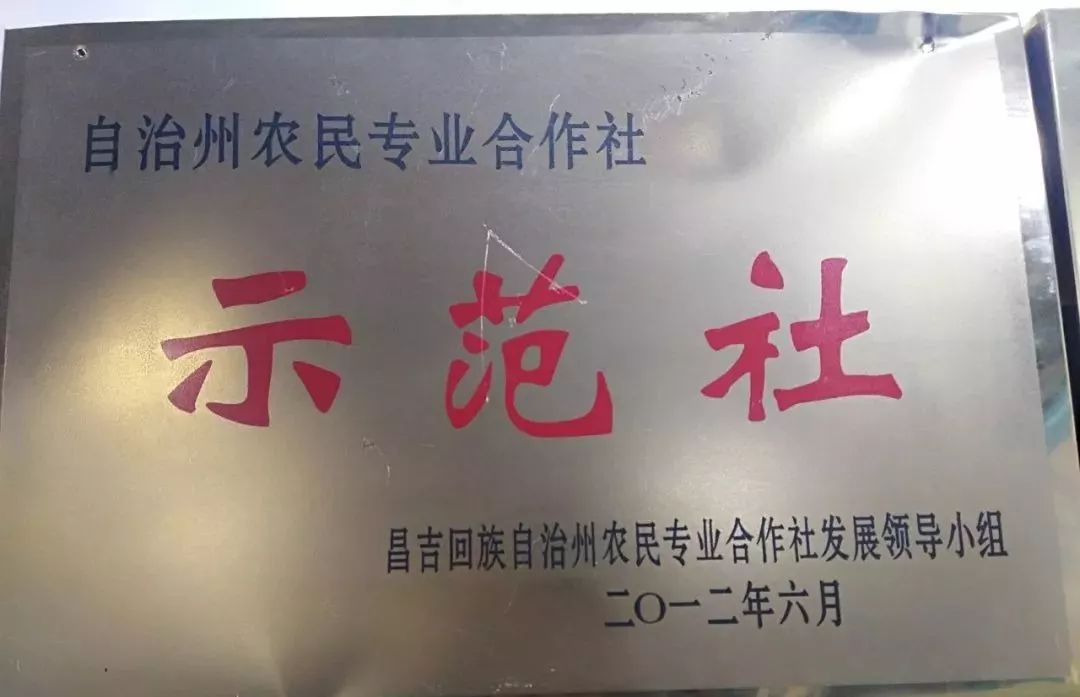 自治州农民专业合作社
示范社
昌吉回族自治州农民专业合作社发展领导小组
二〇一二年六月